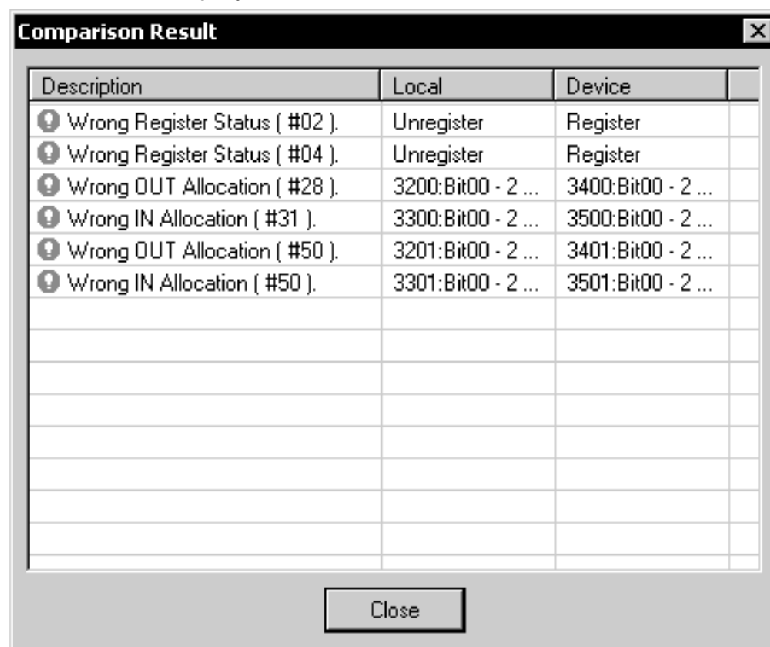 Comparison Result
Description Local Device
Wrong Register Status ( #02 ). Unregister Register
Wrong Register Status ( #04 ). Unregister Register
Wrong OUT Allocation ( #28 ). 3200:Bit00 - 2 ... 3400:Bit00 - 2 ...
Wrong IN Allocation ( #31 ). 3300:Bit00 - 2 ... 3500:Bit00 - 2 ...
Wrong OUT Allocation ( #50 ). 3201:Bit00 - 2 ... 3401:Bit00 - 2 ...
Wrong IN Allocation ( #50 ). 3301:Bit00 - 2 ... 3501:Bit00 - 2 ...
Close